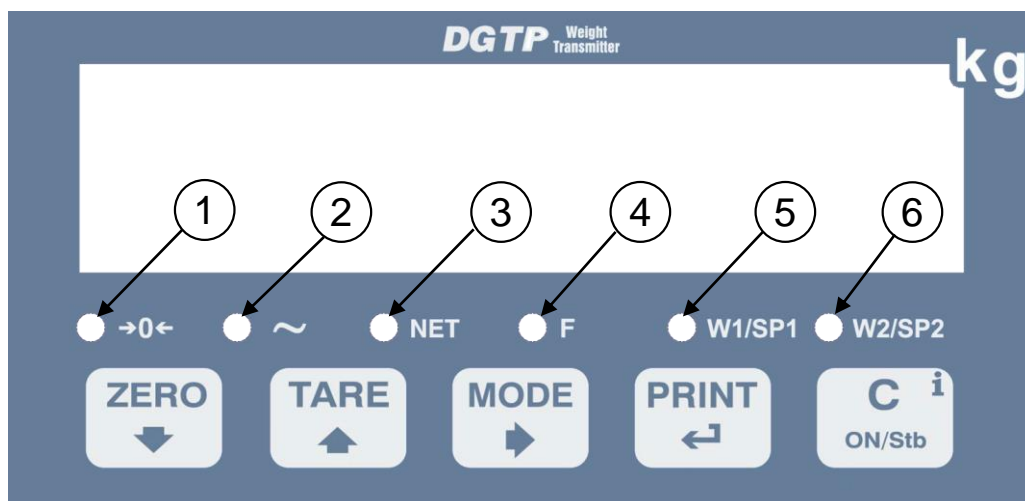 DGTP Weight Transmitter
kg
1 2 3 4 5 6
→0← ~ NET F W1/SP1 W2/SP2
ZERO TARE MODE PRINT C i
ON/Stb